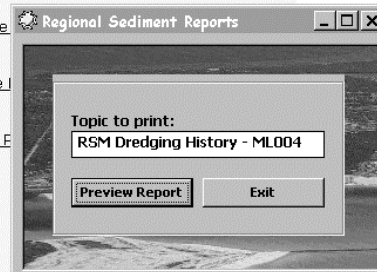 Regional Sediment Reports
Topic to print:
RSM Dredging History - ML004
Preview Report
Exit